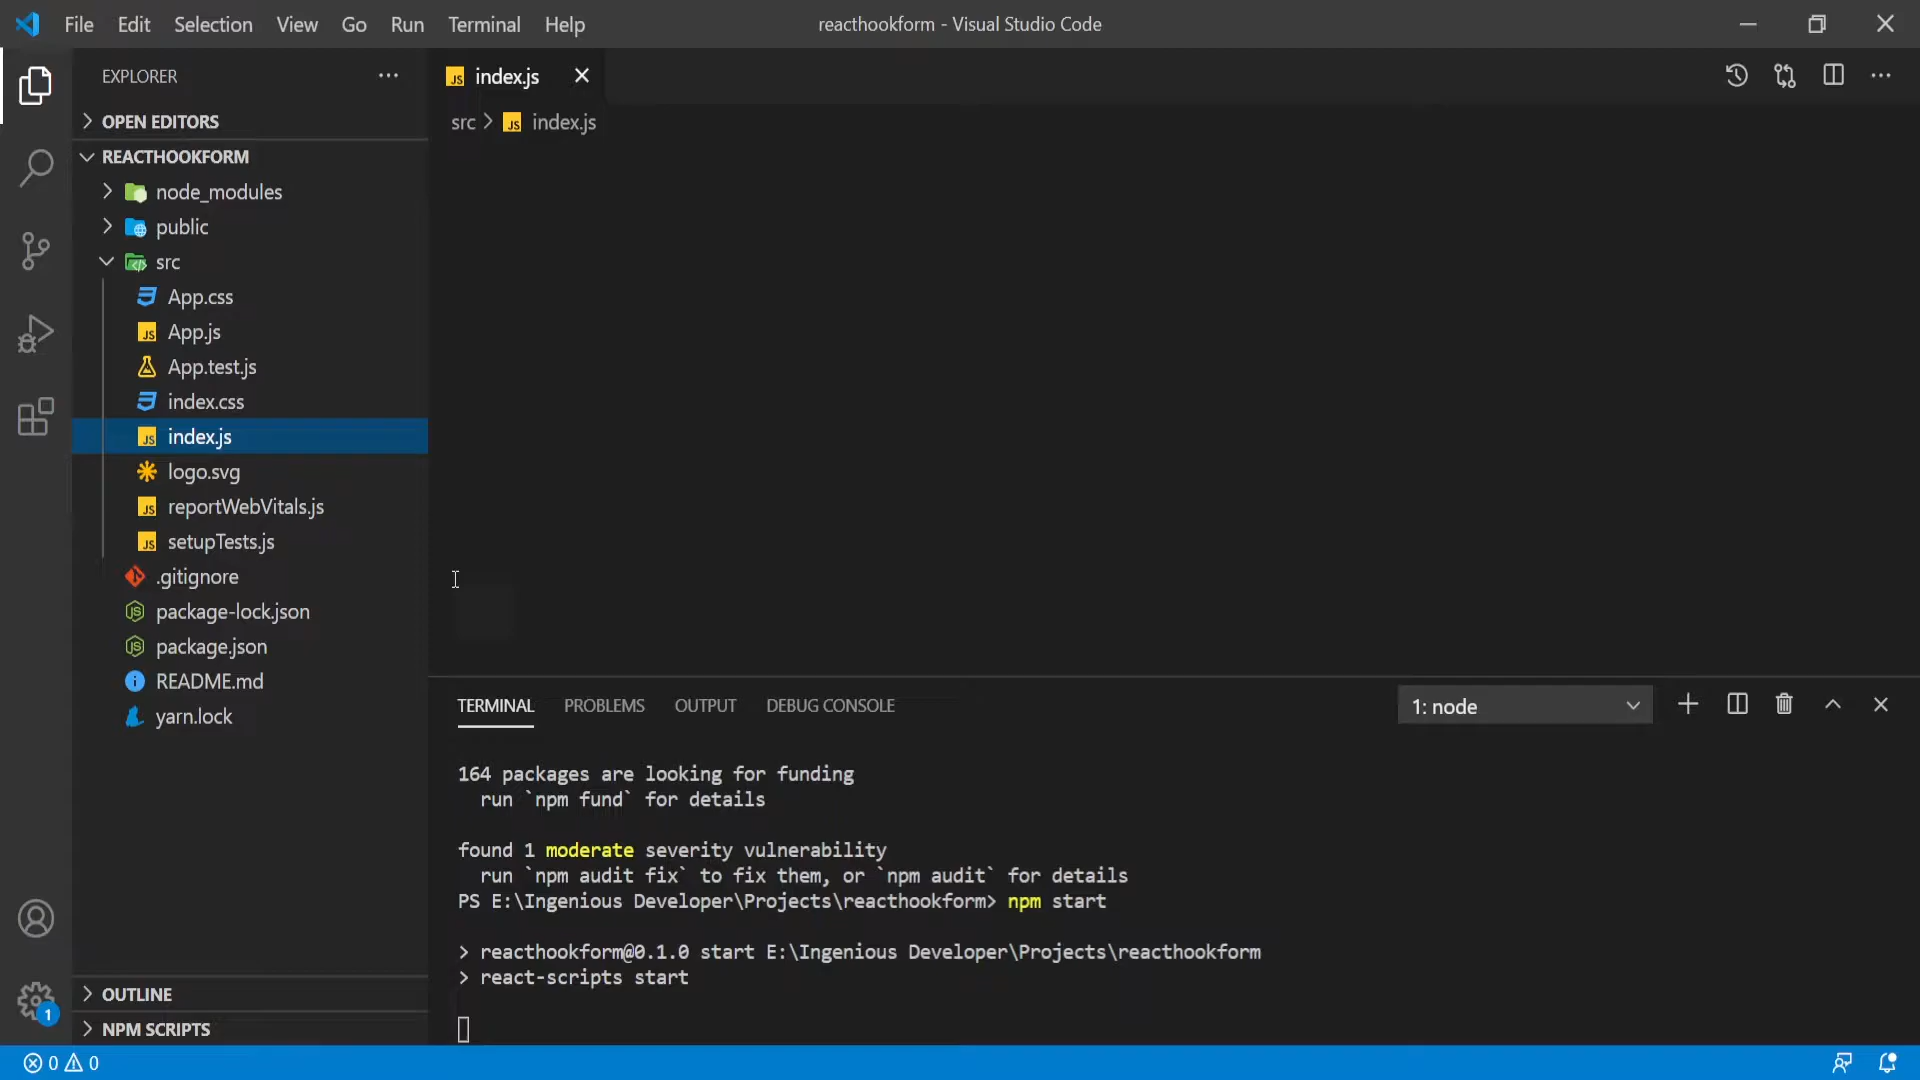 File Edit Selection View Go Run Terminal Help
reacthookform - Visual Studio Code
EXPLORER
OPEN EDITORS
REACTHOOKFORM
node_modules
public
src
App.css
App.js
App.test.js
index.css
index.js
logo.svg
reportWebVitals.js
setupTests.js
.gitignore
package-lock.json
package.json
README.md
yarn.lock
OUTLINE
NPM SCRIPTS
index.js
src > index.js
TERMINAL PROBLEMS OUTPUT DEBUG CONSOLE
1: node
164 packages are looking for funding
run `npm fund` for details
found 1 moderate severity vulnerability
run `npm audit fix` to fix them, or `npm audit` for details
PS E:\Ingenious Developer\Projects\reacthookform> npm start
> reacthookform@0.1.0 start E:\Ingenious Developer\Projects\reacthookform
> react-scripts start
1
0 0